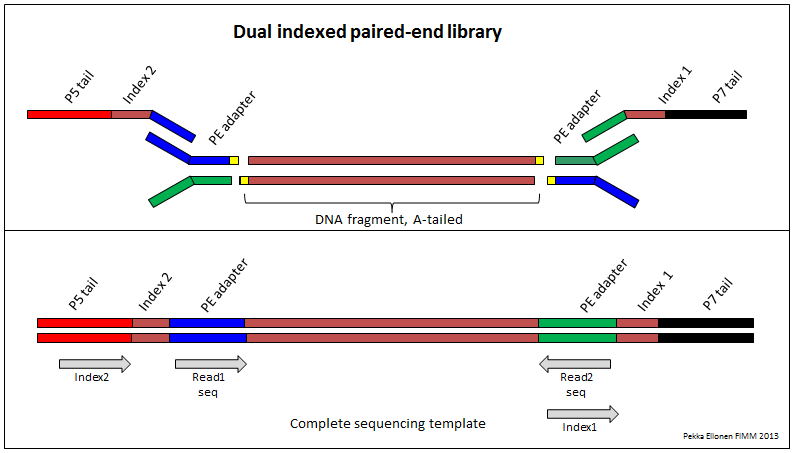 Dual indexed paired-end library
P5 tail
Index 2
PE adapter
PE adapter
Index 1
P7 tail
DNA fragment, A-tailed
P5 tail
Index 2
PE adapter
PE adapter
Index 1
P7 tail
Index2
Read1
seq
Read2
seq
Index1
Complete sequencing template
Pekka Ellonen FIMM 2013